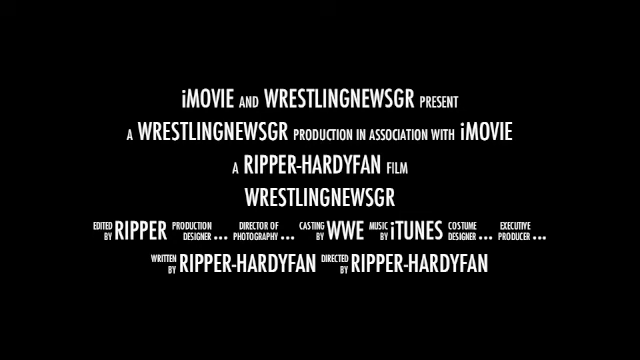 iMOVIE AND WRESTLINGNEWSGR PRESENT
A WRESTLINGNEWSGR PRODUCTION IN ASSOCIATION WITH iMOVIE
A RIPPER-HARDYFAN FILM
WRESTLINGNEWSGR
EDITED BY RIPPER PRODUCTION DESIGNER ... DIRECTOR OF PHOTOGRAPHY ... CASTING BY WWE MUSIC BY iTUNES COSTUME DESIGNER ... EXECUTIVE PRODUCER ...
WRITTEN BY RIPPER-HARDYFAN DIRECTED BY RIPPER-HARDYFAN